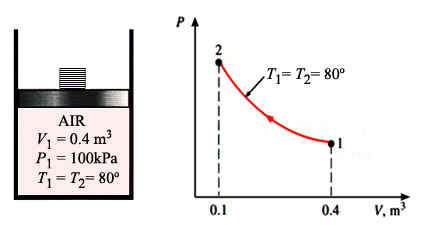 AIR
V₁ = 0.4 m³
P₁ = 100kPa
T₁ = T₂= 80°
P
2
T₁= T₂= 80°
1
0.1
0.4
V, m³